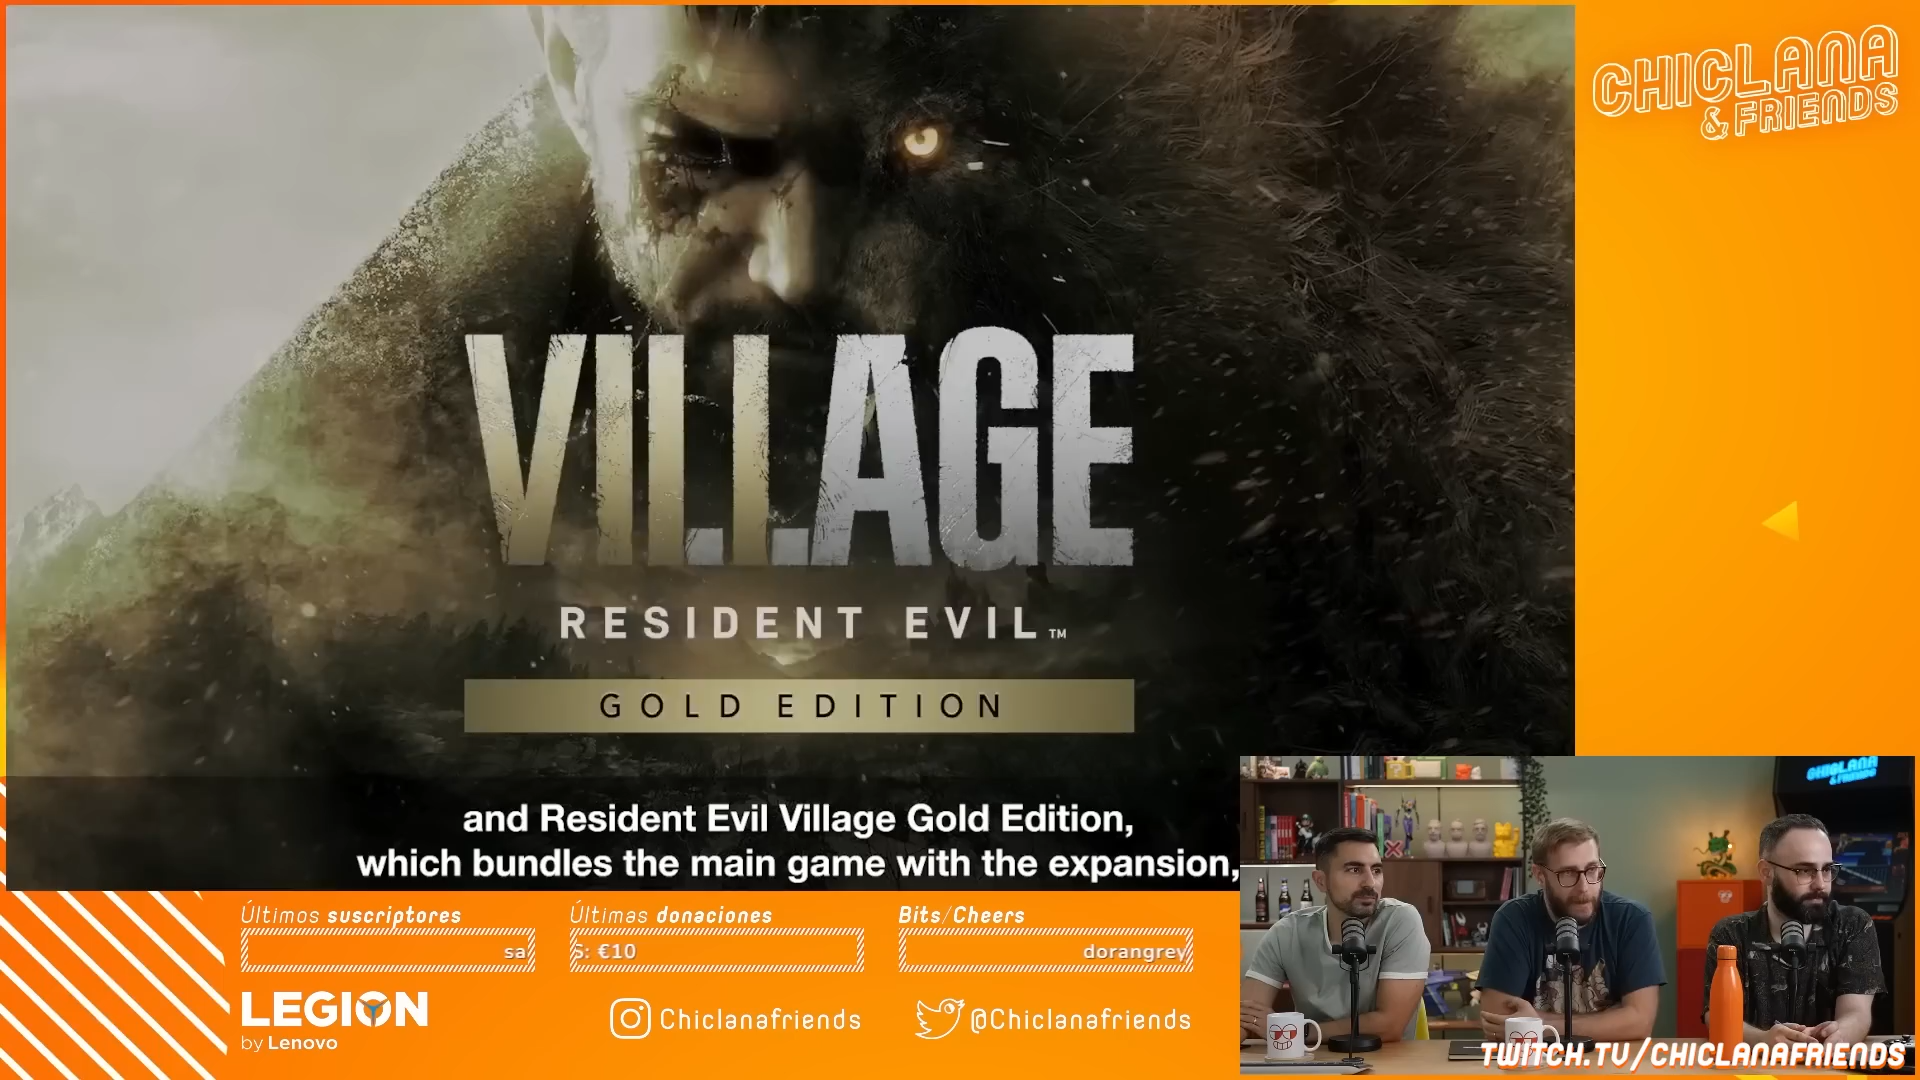 CHICLANA
& FRIENDS
VILLAGE
RESIDENT EVIL™
GOLD EDITION
and Resident Evil Village Gold Edition,
which bundles the main game with the expansion,
CHICLANA
& FRIENDS
Últimos suscriptores
Últimas donaciones
Bits/Cheers
sa
S: €10
dorangrey
LEGION
by Lenovo
Chiclanafriends
@Chiclanafriends
TWITCH.TV/CHICLANAFRIENDS